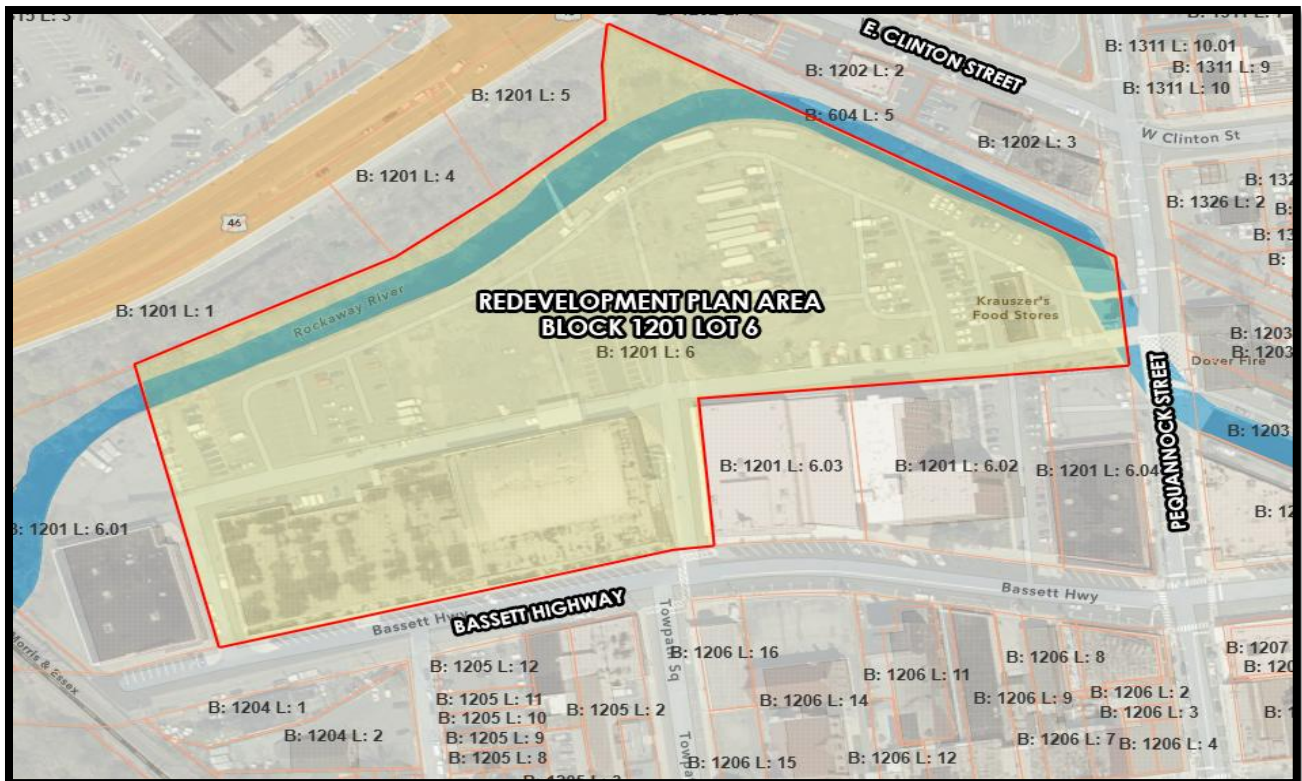 E. CLINTON STREET
B: 1311 L: 10.01
B: 1311 L: 9
B: 1311 L: 10
B: 1202 L: 2
B: 1201 L: 5
B: 604 L: 5
B: 1202 L: 3
W Clinton St
B: 1201 L: 4
B: 1326 L: 2
46
B: 1201 L: 1
Rockaway River
REDEVELOPMENT PLAN AREA
BLOCK 1201 LOT 6
B: 1201 L: 6
Krauszer's
Food Stores
B: 1203
B: 1203
Dover Fire
PEQUANNOCK STREET
B: 1203
B: 1201 L: 6.03
B: 1201 L: 6.02
B: 1201 L: 6.04
B: 1201 L: 6.01
Bassett Hwy
BASSETT HIGHWAY
Bassett Hwy
Morris & Essex
Towpath Sq
B: 1205 L: 12
B: 1206 L: 16
B: 1206 L: 8
B: 1207
B: 1205 L: 11
B: 1206 L: 11
B: 1206 L: 2
B: 1204 L: 1
B: 1205 L: 10
B: 1205 L: 2
B: 1206 L: 14
B: 1206 L: 9
B: 1206 L: 3
B: 1204 L: 2
B: 1205 L: 9
B: 1206 L: 7
B: 1206 L: 4
B: 1205 L: 8
B: 1206 L: 15
B: 1206 L: 12